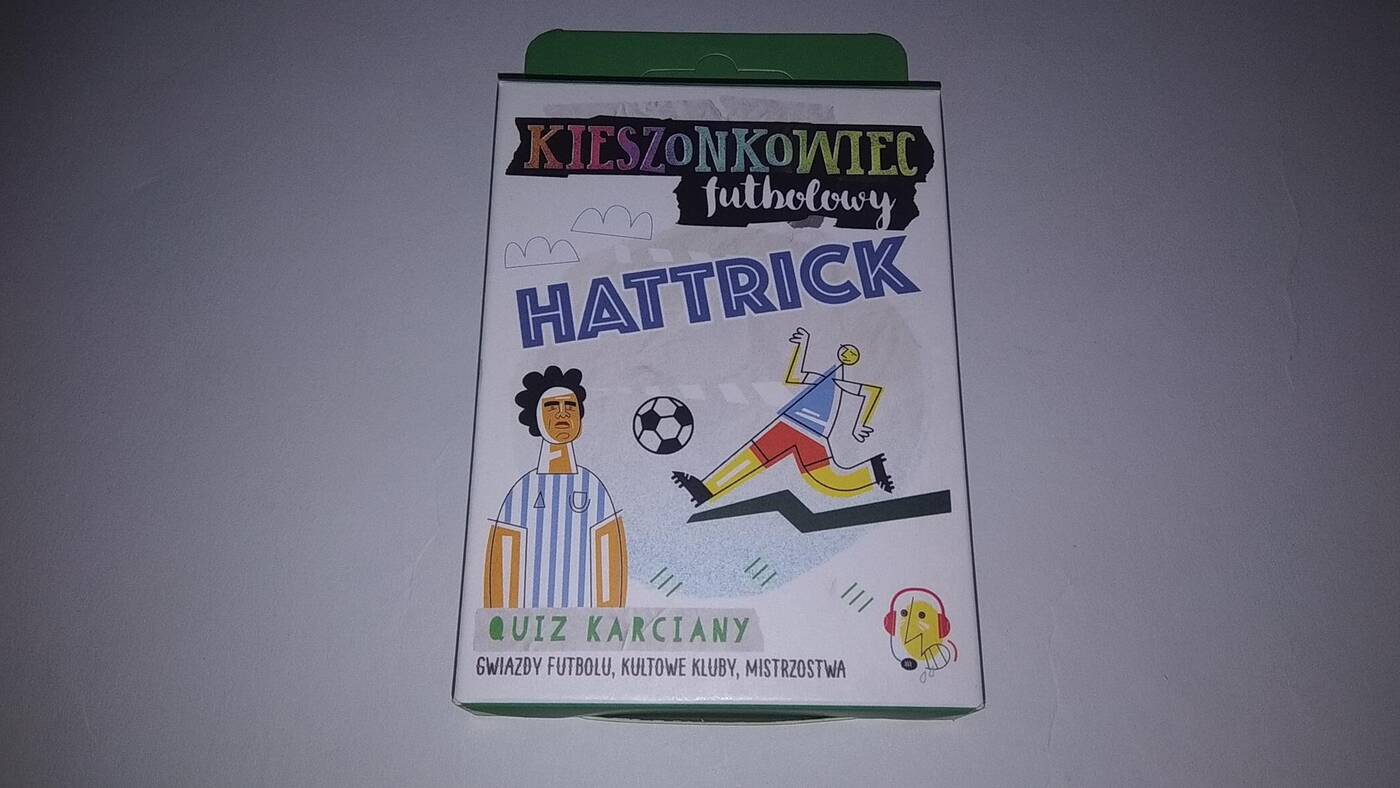 KIESZONKOWIEC
futbolowy
HATTRICK
QUIZ KARCIANY
GWIAZDY FUTBOLU, KULTOWE KLUBY, MISTRZOSTWA